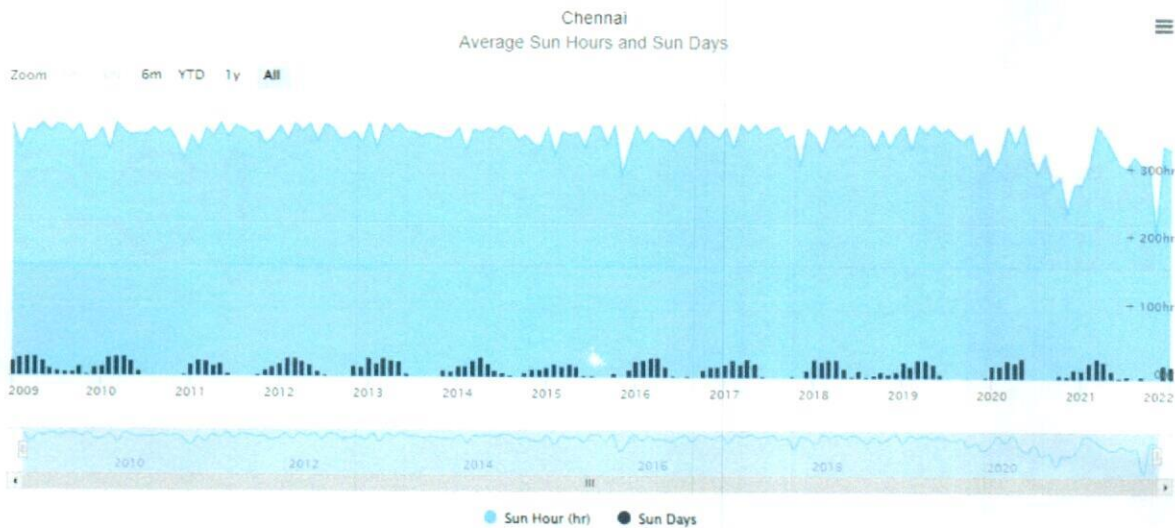 Chennai
Average Sun Hours and Sun Days
Zoom 6m YTD 1y All
300hr
200hr
100hr
2009 2010 2011 2012 2013 2014 2015 2016 2017 2018 2019 2020 2021 2022
2010 2012 2014 2016 2018 2020
Sun Hour (hr) Sun Days